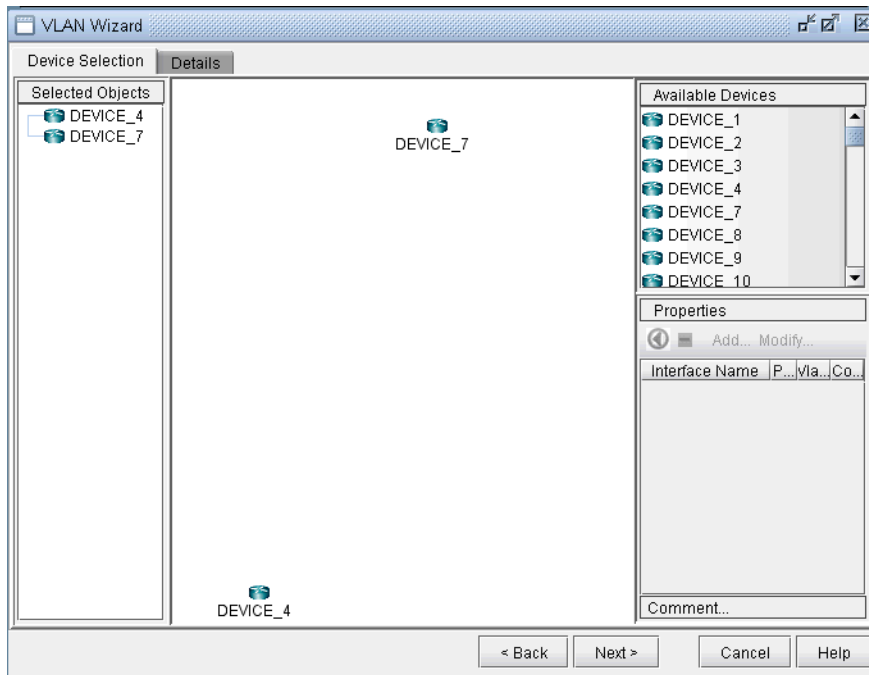 VLAN Wizard
Device Selection
Details
Selected Objects
DEVICE_4
DEVICE_7
DEVICE_7
DEVICE_4
Available Devices
DEVICE_1
DEVICE_2
DEVICE_3
DEVICE_4
DEVICE_7
DEVICE_8
DEVICE_9
DEVICE_10
Properties
Add... Modify...
Interface Name P... Vla... Co...
Comment...
< Back Next > Cancel Help